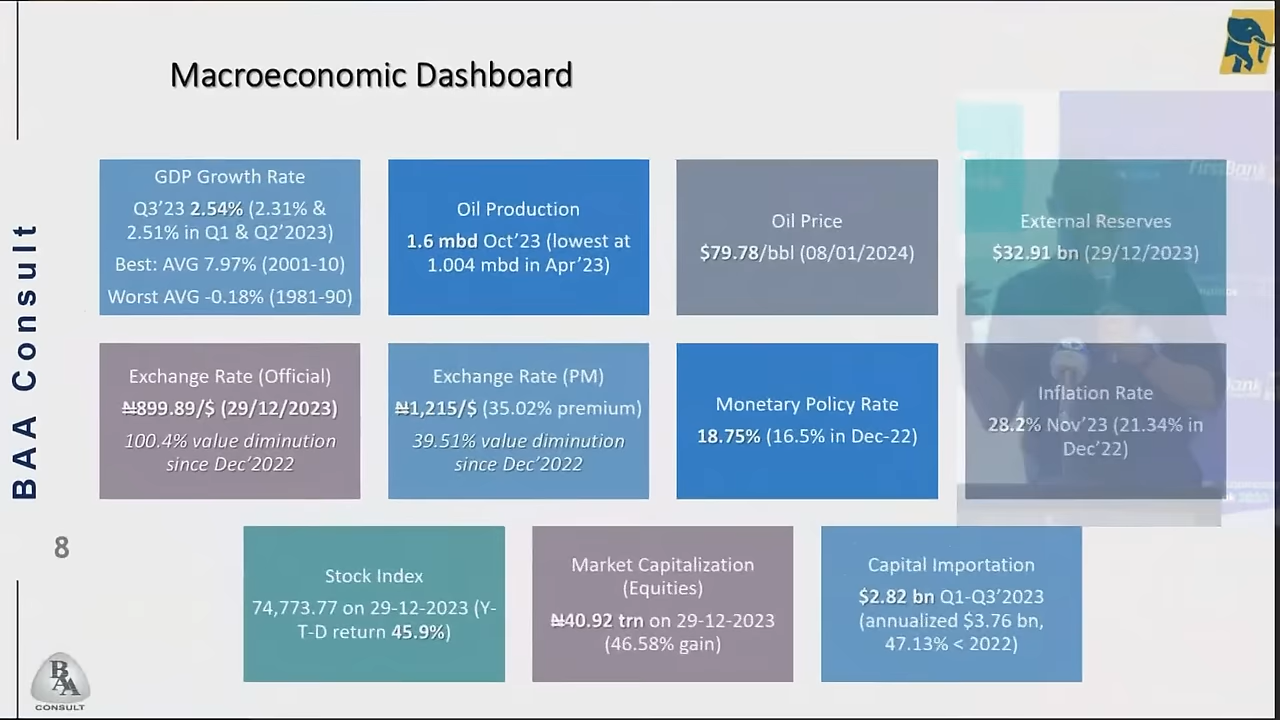 Macroeconomic Dashboard
GDP Growth Rate
Q3’23 2.54% (2.31% &
2.51% in Q1 & Q2’2023)
Best: AVG 7.97% (2001-10)
Worst AVG -0.18% (1981-90)
Oil Production
1.6 mbd Oct’23 (lowest at
1.004 mbd in Apr’23)
Oil Price
$79.78/bbl (08/01/2024)
External Reserves
$32.91 bn (29/12/2023)
FirstBank
Exchange Rate (Official)
₦899.89/$ (29/12/2023)
100.4% value diminution
since Dec’2022
Exchange Rate (PM)
₦1,215/$ (35.02% premium)
39.51% value diminution
since Dec’2022
Monetary Policy Rate
18.75% (16.5% in Dec-22)
Inflation Rate
28.2% Nov’23 (21.34% in
Dec’22)
Stock Index
74,773.77 on 29-12-2023 (Y-
T-D return 45.9%)
Market Capitalization
(Equities)
₦40.92 trn on 29-12-2023
(46.58% gain)
Capital Importation
$2.82 bn Q1-Q3’2023
(annualized $3.76 bn,
47.13% < 2022)
BAA Consult
8
BAA
CONSULT